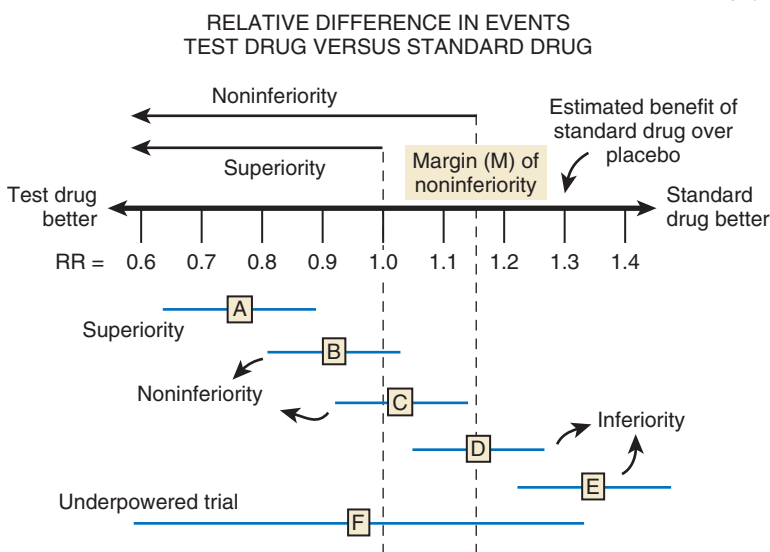 RELATIVE DIFFERENCE IN EVENTS
TEST DRUG VERSUS STANDARD DRUG
Noninferiority
Superiority
Margin (M) of
noninferiority
Estimated benefit of
standard drug over
placebo
Test drug
better
Standard
drug better
RR = 0.6 0.7 0.8 0.9 1.0 1.1 1.2 1.3 1.4
A
Superiority
B
Noninferiority
C
Inferiority
D
E
Underpowered trial
F